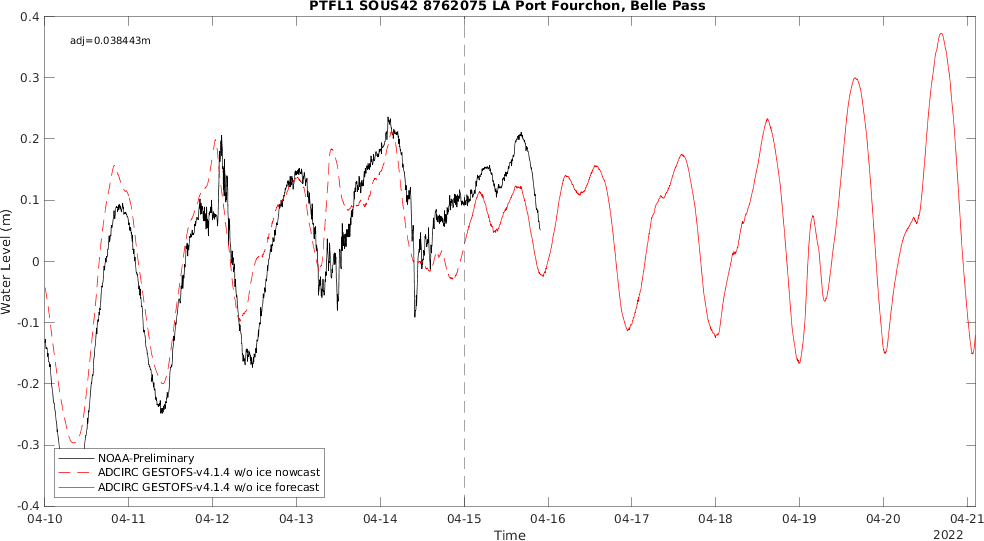 PTFL1 SOUS42 8762075 LA Port Fourchon, Belle Pass
adj=0.038443m
0.4
0.3
0.2
0.1
0
-0.1
-0.2
-0.3
-0.4
Water Level (m)
NOAA-Preliminary
ADCIRC GESTOFS-v4.1.4 w/o ice nowcast
ADCIRC GESTOFS-v4.1.4 w/o ice forecast
04-10 04-11 04-12 04-13 04-14 04-15 04-16 04-17 04-18 04-19 04-20 04-21
Time
2022